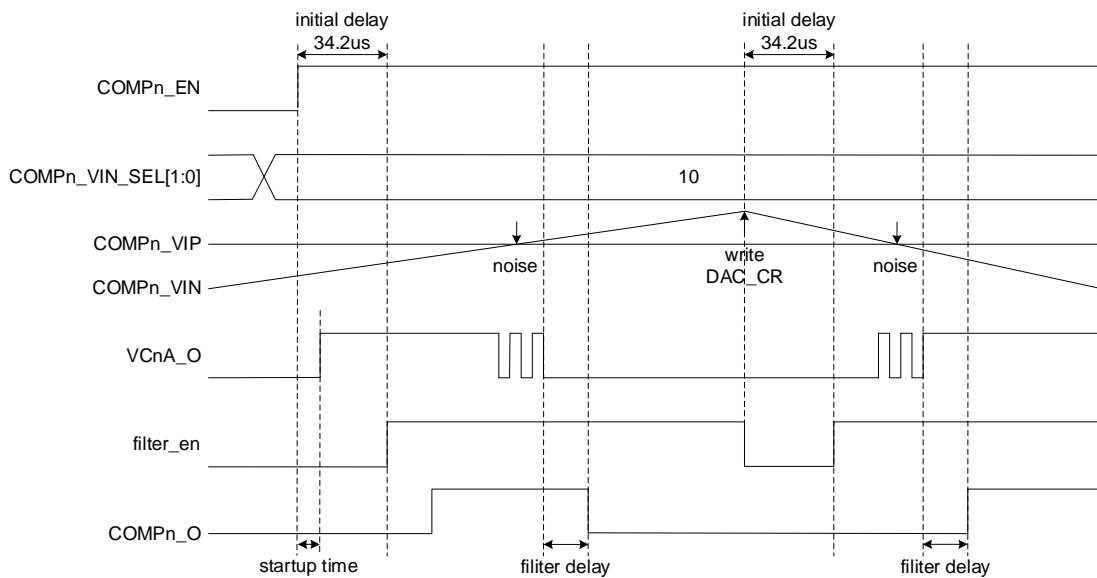 initial delay
34.2us
initial delay
34.2us
COMPn_EN
COMPn_VIN_SEL[1:0]
10
COMPn_VIP
noise
write
DAC_CR
noise
COMPn_VIN
VCnA_O
filter_en
COMPn_O
startup time
filiter delay
filiter delay